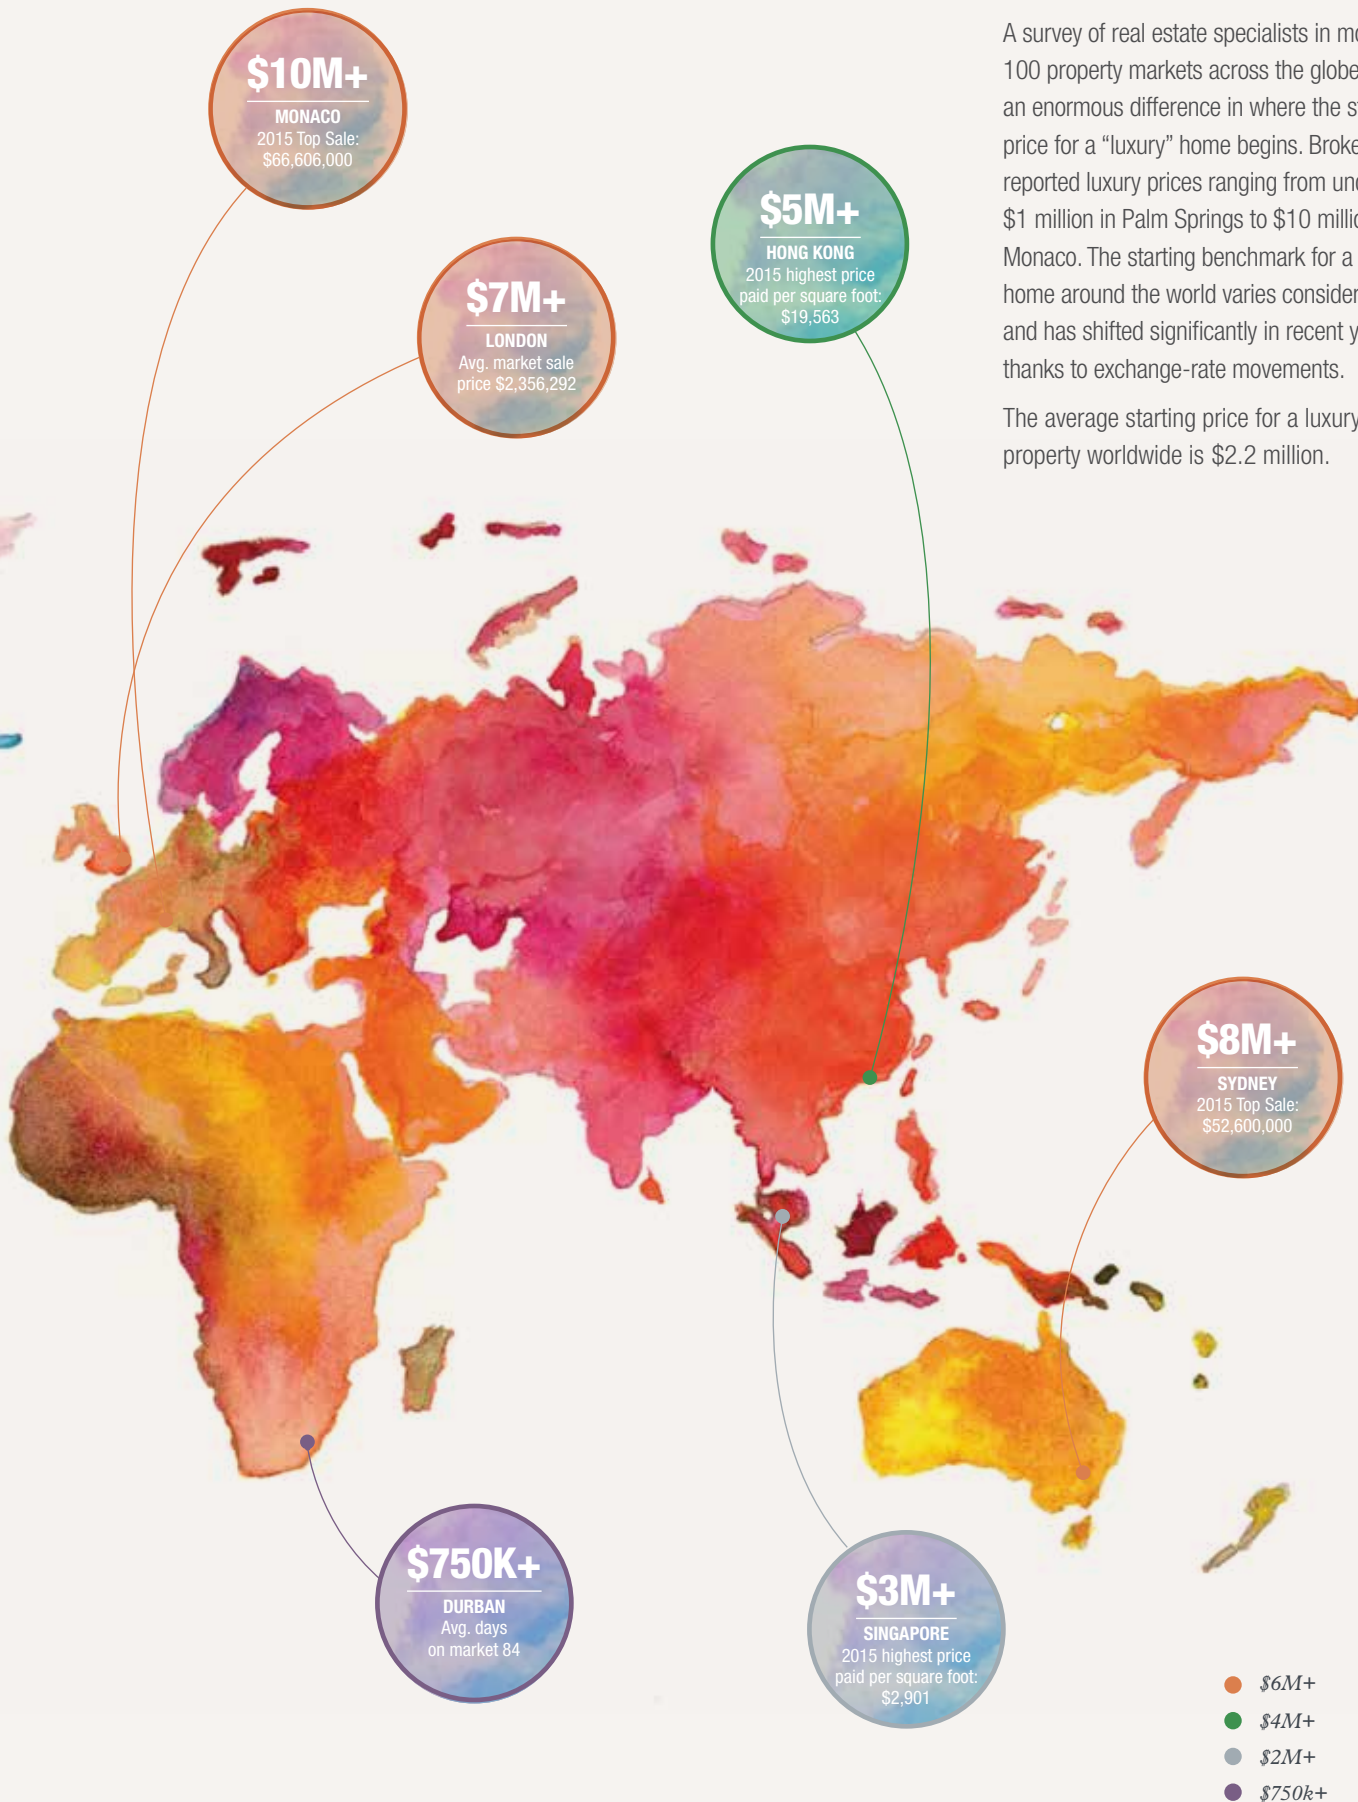 $10M+
MONACO
2015 Top Sale:
$66,606,000
$7M+
LONDON
Avg. market sale
price $2,356,292
$5M+
HONG KONG
2015 highest price
paid per square foot:
$19,563
A survey of real estate specialists in
100 property markets across the globe
an enormous difference in where the
price for a “luxury” home begins.
reported luxury prices ranging from
$1 million in Palm Springs to $10
Monaco. The starting benchmark for a
home around the world varies
and has shifted significantly in recent
thanks to exchange-rate movements.
The average starting price for a luxury
property worldwide is $2.2 million.
$8M+
SYDNEY
2015 Top Sale:
$52,600,000
$750K+
DURBAN
Avg. days
on market 84
$3M+
SINGAPORE
2015 highest price
paid per square foot:
$2,901
$6M+
$4M+
$2M+
$750k+